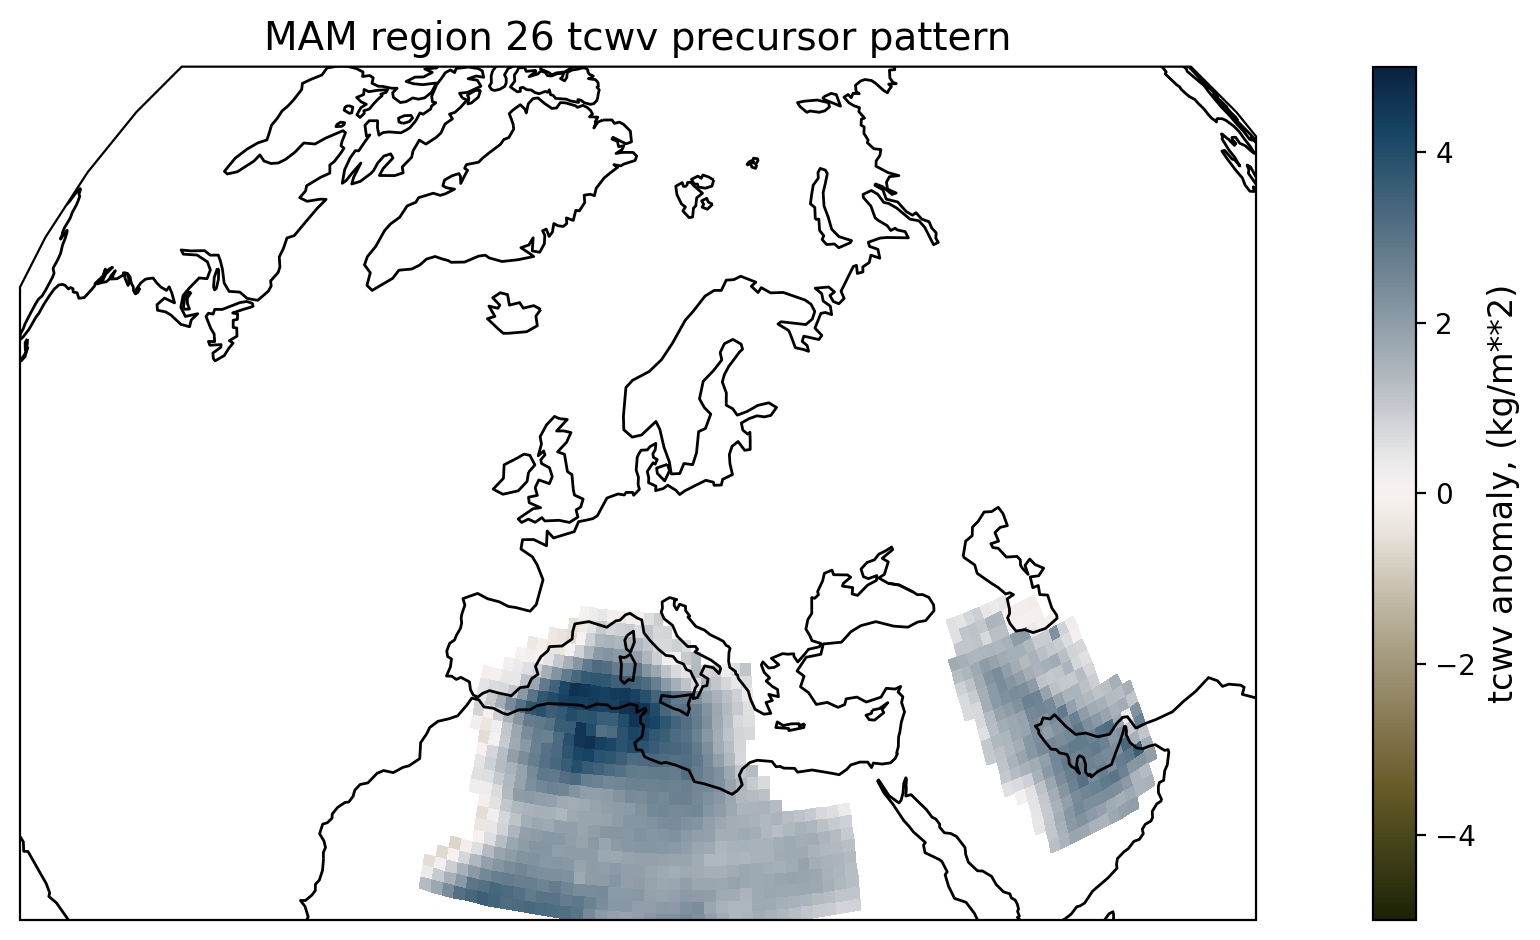 MAM region 26 tcwv precursor pattern
4
2
0
−2
−4
tcwv anomaly, (kg/m**2)